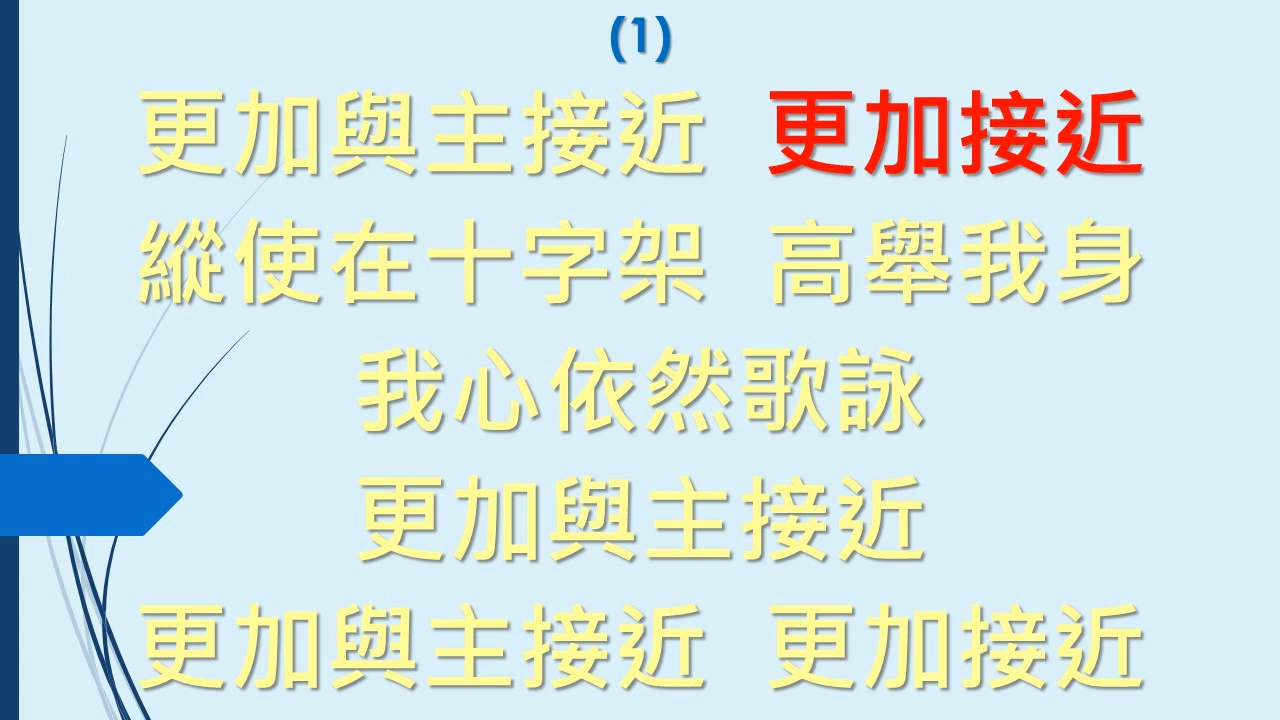 (1)
更加與主接近 更加接近
縱使在十字架 高舉我身
我心依然歌詠
更加與主接近
更加與主接近 更加接近